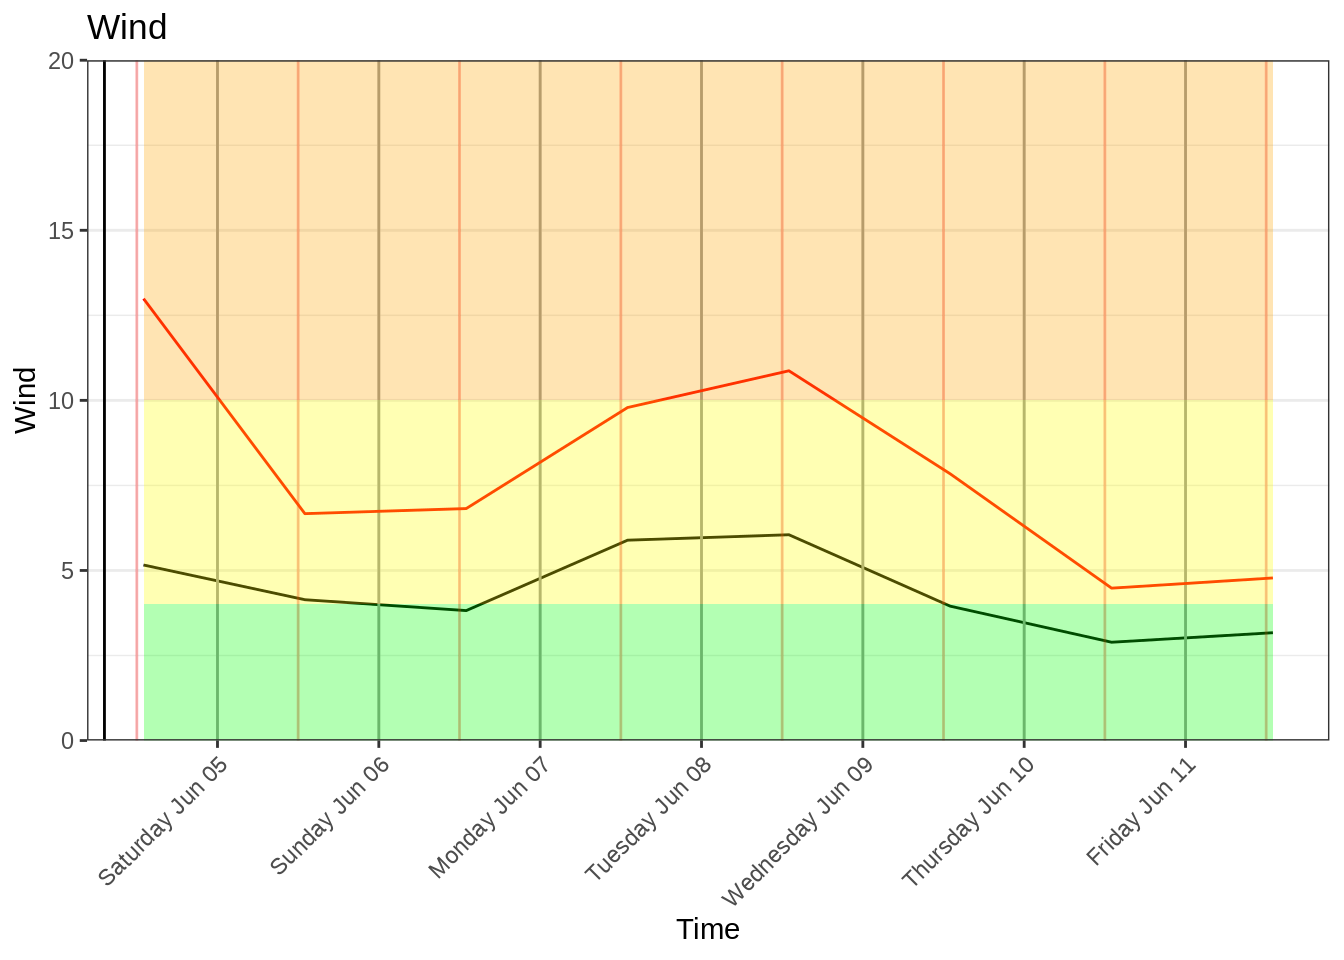 Wind
20
15
10
5
0
Wind
Saturday Jun 05
Sunday Jun 06
Monday Jun 07
Tuesday Jun 08
Wednesday Jun 09
Thursday Jun 10
Friday Jun 11
Time